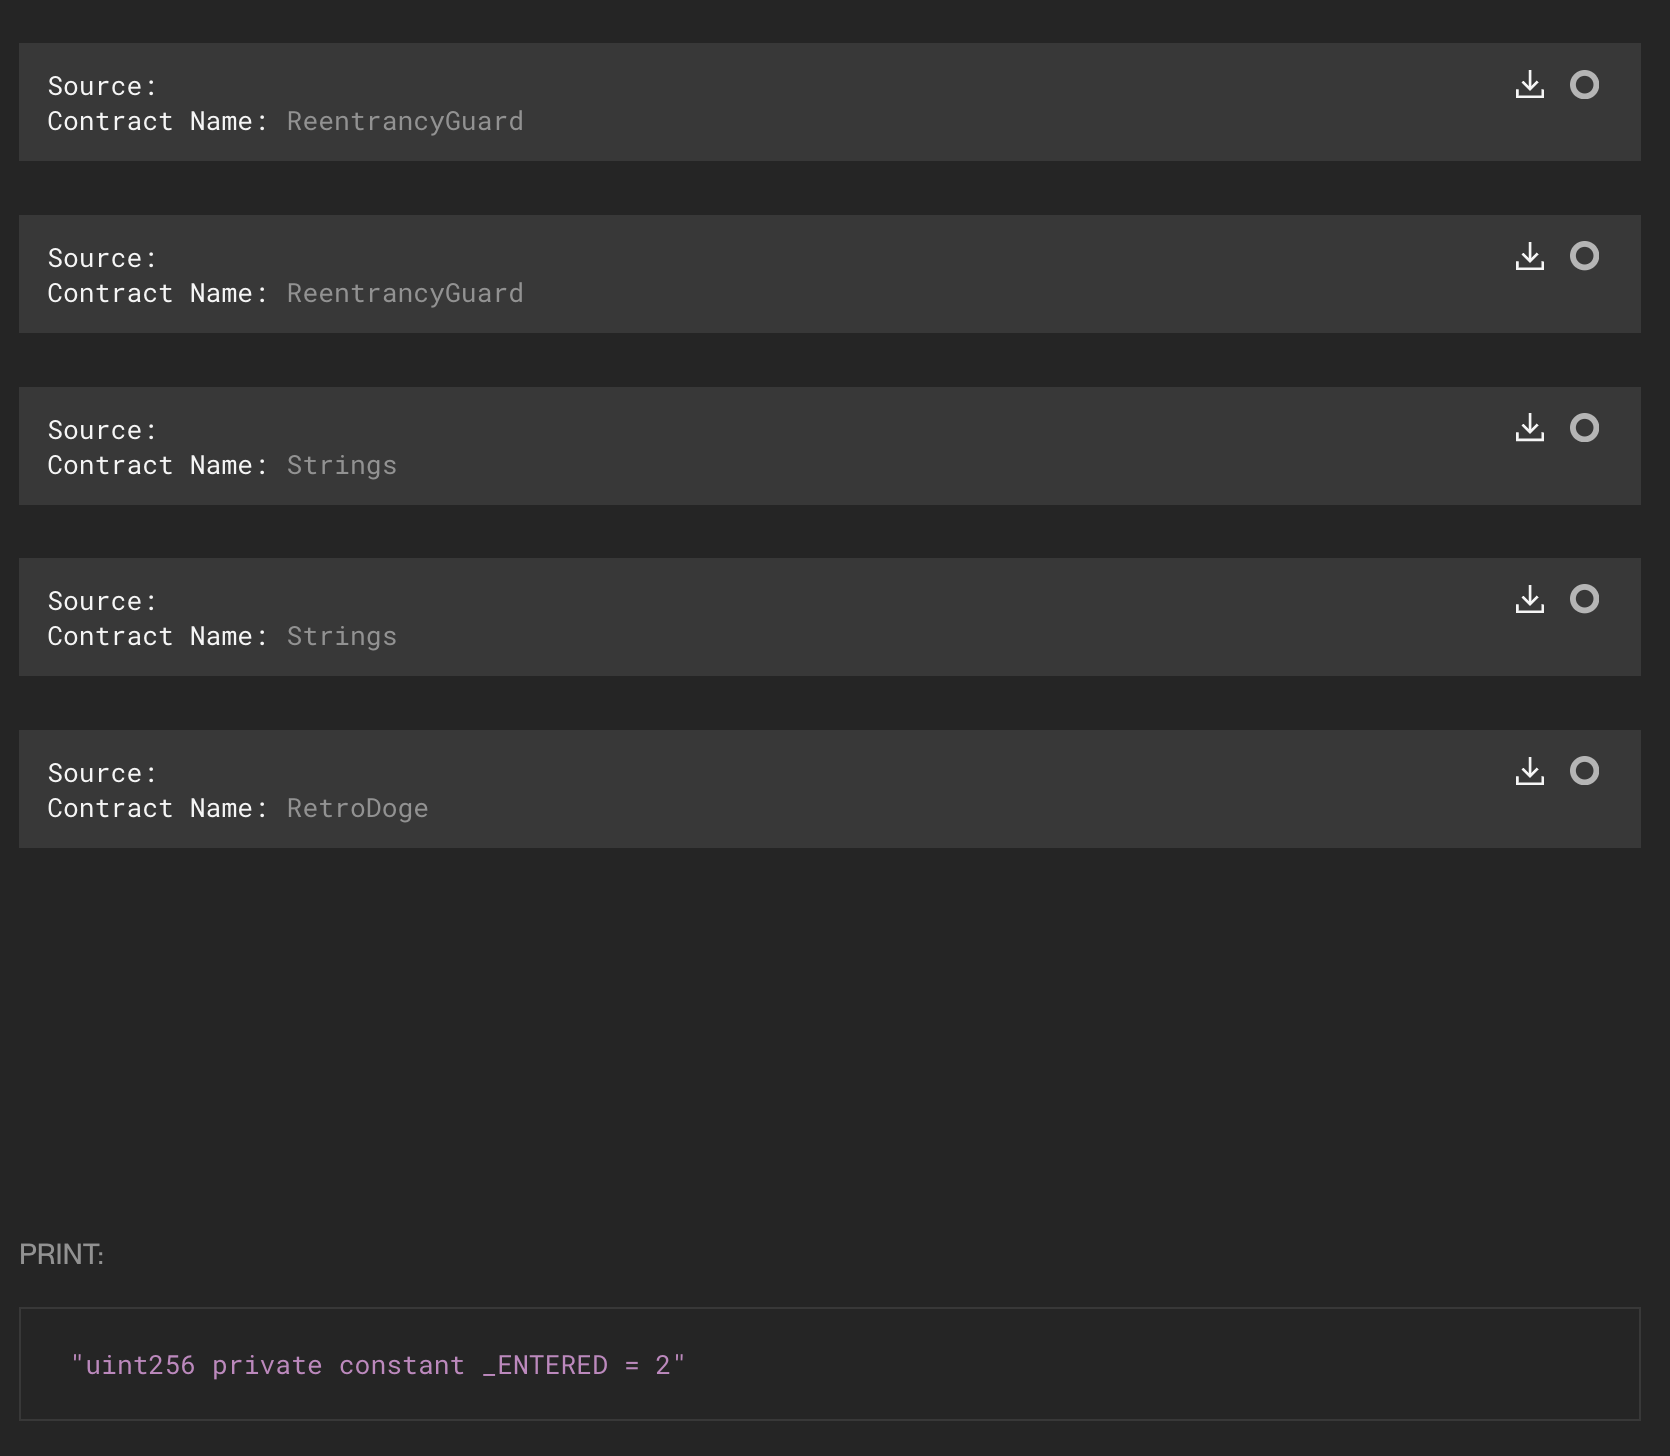 Source:
Contract Name: ReentrancyGuard
Source:
Contract Name: ReentrancyGuard
Source:
Contract Name: Strings
Source:
Contract Name: Strings
Source:
Contract Name: RetroDoge
PRINT:
"uint256 private constant _ENTERED = 2"